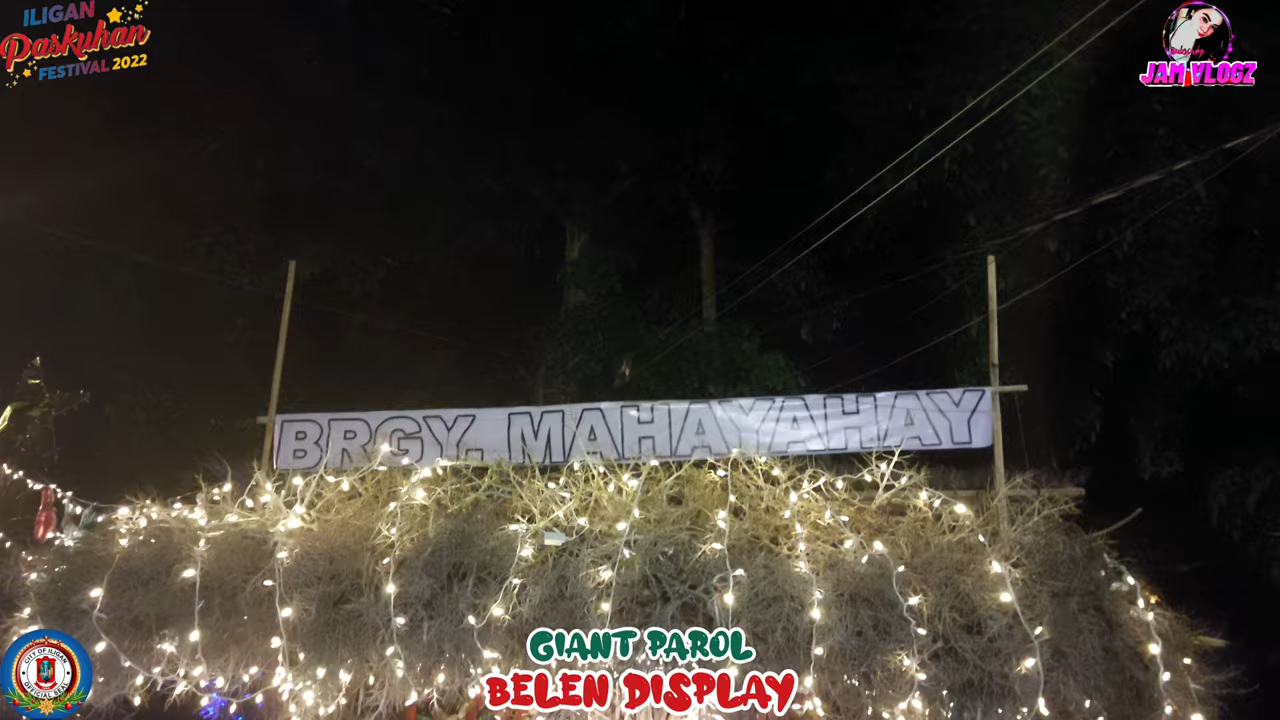 ILIGAN
Paskuhan
FESTIVAL 2022
JAM VLOGZ
BRGY. MAHAYAHAY
CITY OF ILIGAN
OFFICIAL SEAL
GIANT PAROL
BELEN DISPLAY